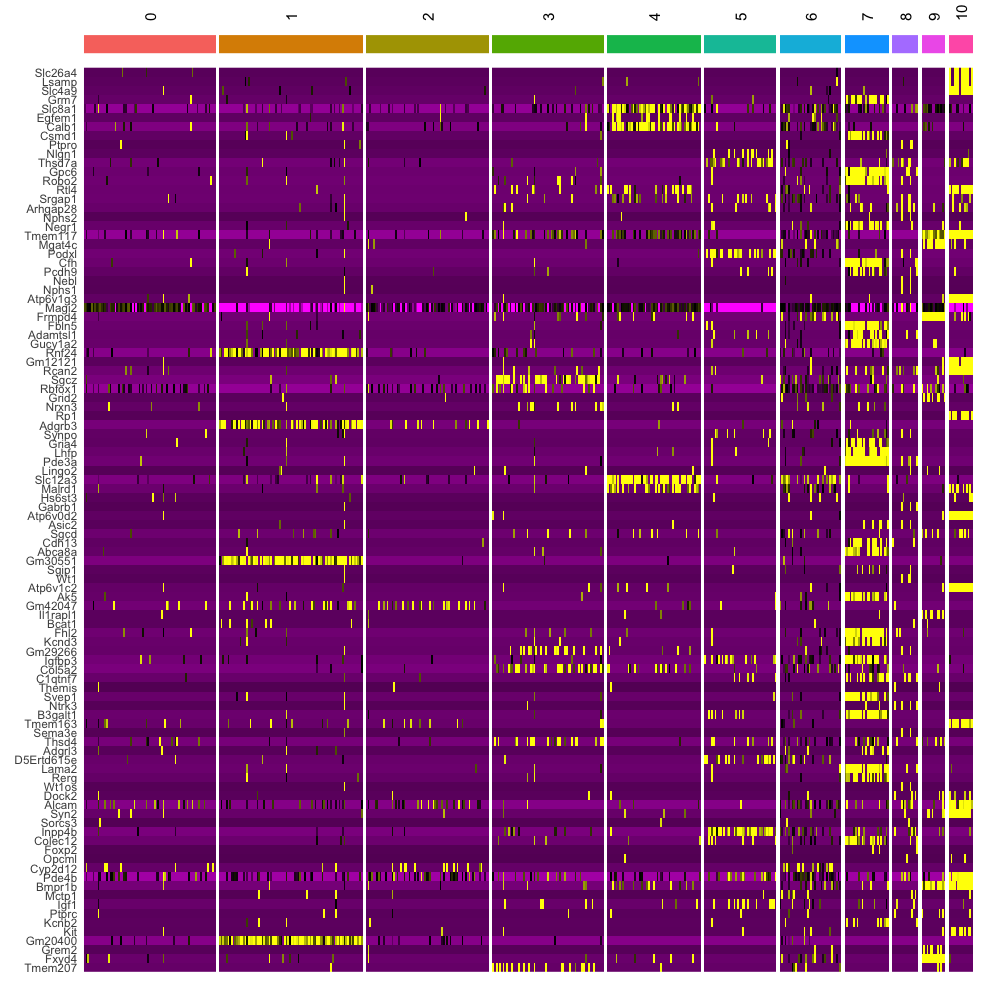 0 1 2 3 4 5 6 7 8 9 10
Slc26a4
Lsamp
Slc4a9
Grm7
Slc8a1
Egfem1
Calb1
Csmd1
Ptpro
Nlgn1
Thsd7a
Gpc6
Robo2
Rtl4
Srgap1
Arhgap28
Nphs2
Negr1
Tmem117
Mgat4c
Podxl
Cfh
Pcdh9
Nebl
Nphs1
Atp6v1g3
Magi2
Frmpd4
Fbln5
Adamtsl1
Gucy1a2
Rnf24
Gm12121
Rcan2
Sgcz
Rbfox1
Grid2
Nrxn3
Rp1
Adgrb3
Synpo
Gria4
Lhfp
Pde3a
Lingo2
Slc12a3
Malrd1
Hs6st3
Gabrb1
Atp6v0d2
Asic2
Sgcd
Cdh13
Abca8a
Gm30551
Sgip1
Wt1
Atp6v1c2
Ak5
Gm42047
Il1rapl1
Bcat1
Fhl2
Kcnd3
Gm29266
Igfbp3
Col5a2
C1qtnf7
Themis
Svep1
Ntrk3
B3galt1
Tmem163
Sema3e
Thsd4
Adgrl3
D5Ertd615e
Lama2
Rerg
Wt1os
Dock2
Alcam
Syn2
Sorcs3
Inpp4b
Colec12
Foxp2
Opcml
Cyp2d12
Pde4b
Bmpr1b
Mctp1
Igf1
Ptprc
Kcnb2
Kit
Gm20400
Grem2
Fxyd4
Tmem207